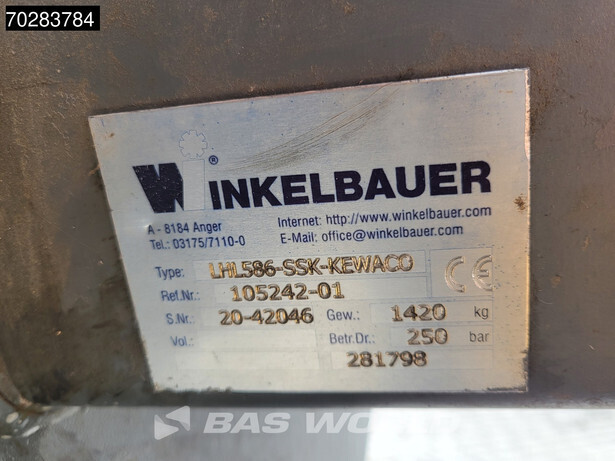 70283784
WINKELBAUER®
A - 8184 Anger
Tel.: 03175/7110-0
Internet: http://www.winkelbauer.com
E-Mail: office@winkelbauer.com
Type: LHL586-SSK-KEWACO CE
Ref.Nr.: 105242-01
S.Nr.: 20-42046 Gew.: 1420 kg
Vol.: Betr.Dr.: 250 bar
281798
BAS WO